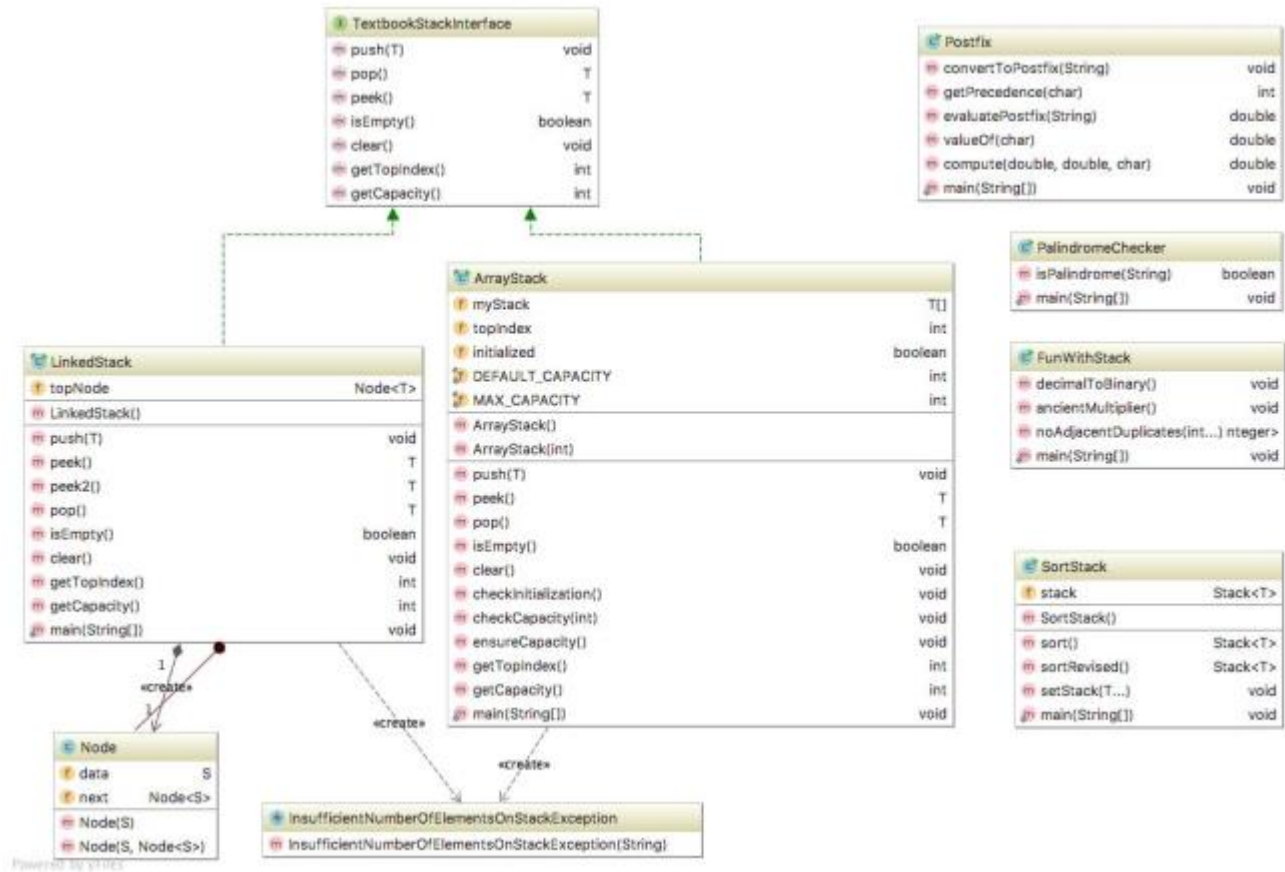 TextbookStackInterface
push(T) void
pop() T
peek() T
isEmpty() boolean
clear() void
getTopIndex() int
getCapacity() int
Postfix
convertToPostfix(String) void
getPrecedence(char) int
evaluatePostfix(String) double
valueOf(char) double
compute(double, double, char) double
main(String[]) void
PalindromeChecker
isPalindrome(String) boolean
main(String[]) void
ArrayStack
myStack T[]
topIndex int
initialized boolean
DEFAULT_CAPACITY int
MAX_CAPACITY int
ArrayStack()
ArrayStack(int)
push(T) void
peek() T
pop() T
isEmpty() boolean
clear() void
checkInitialization() void
checkCapacity(int) void
ensureCapacity() void
getTopIndex() int
getCapacity() int
main(String[]) void
LinkedStack
topNode Node<T>
LinkedStack()
push(T) void
peek() T
peek2() T
pop() T
isEmpty() boolean
clear() void
getTopIndex() int
getCapacity() int
main(String[]) void
FunWithStack
decimalToBinary() void
ancientMultiplier() void
noAdjacentDuplicates(int...) nteger>
main(String[]) void
SortStack
stack Stack<T>
SortStack()
sort() Stack<T>
sortRevised() Stack<T>
setStack(T...) void
main(String[]) void
1
«create»
1
«create»
«create»
Node
data S
next Node<S>
Node(S)
Node(S, Node<S>)
InsufficientNumberOfElementsOnStackException
InsufficientNumberOfElementsOnStackException(String)
Powered by yFiles